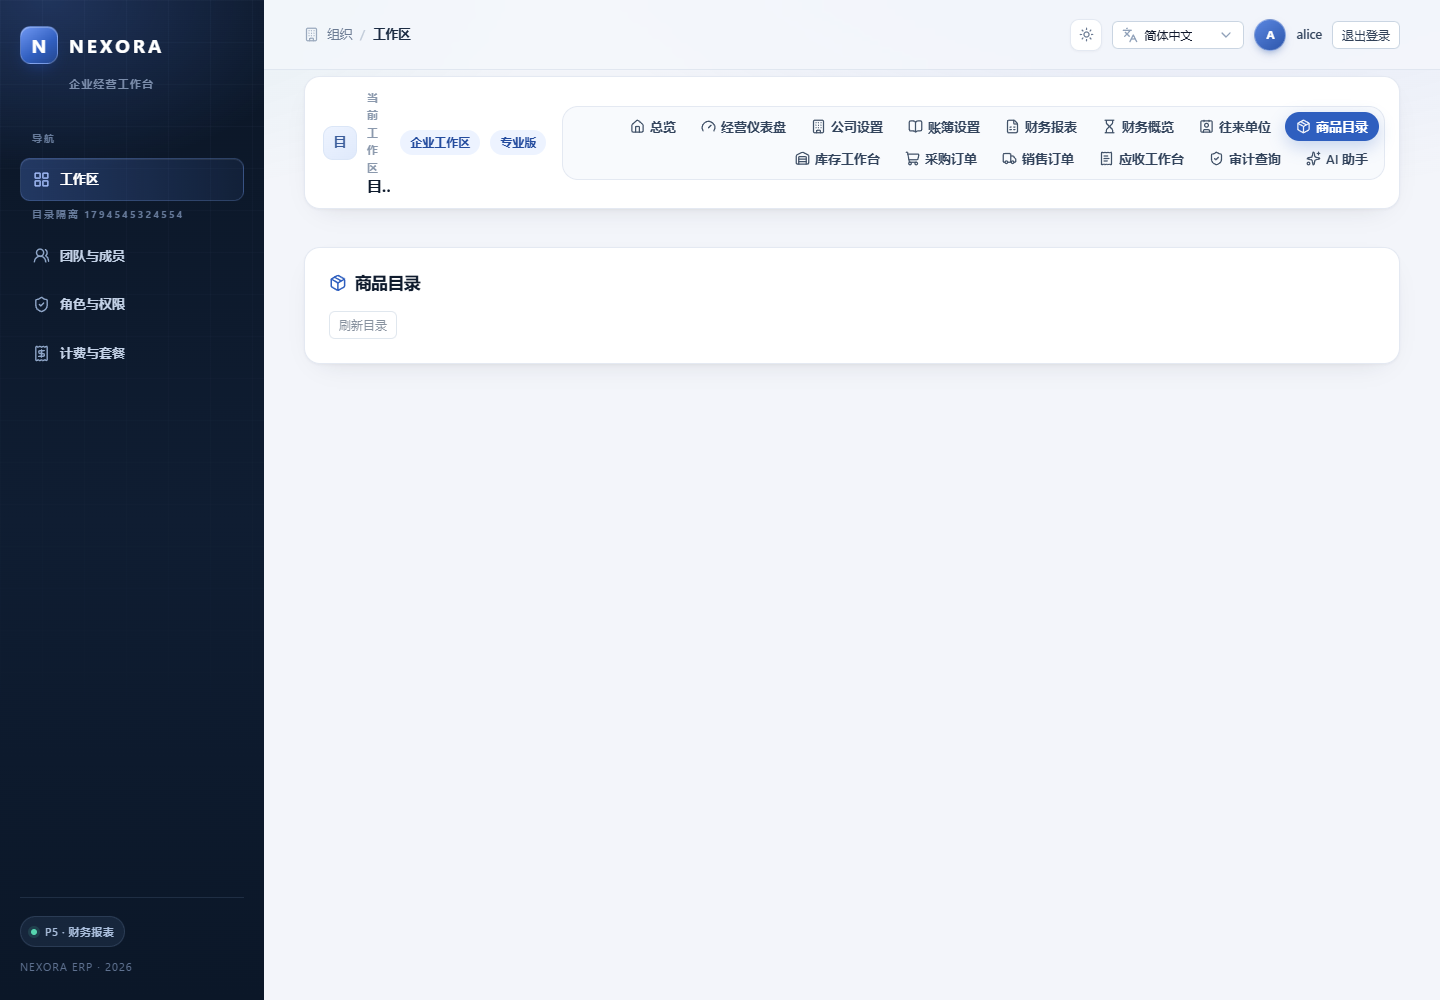 N NEXORA
企业经营工作台
导航
工作区
目录隔离 1794545324554
团队与成员
角色与权限
计费与套餐
P5 · 财务报表
NEXORA ERP · 2026
组织 / 工作区
简体中文
A alice 退出登录
目
当前工作区
目..
企业工作区 专业版
总览 经营仪表盘 公司设置 账簿设置 财务报表 财务概览 往来单位 商品目录
库存工作台 采购订单 销售订单 应收工作台 审计查询 AI 助手
商品目录
刷新目录